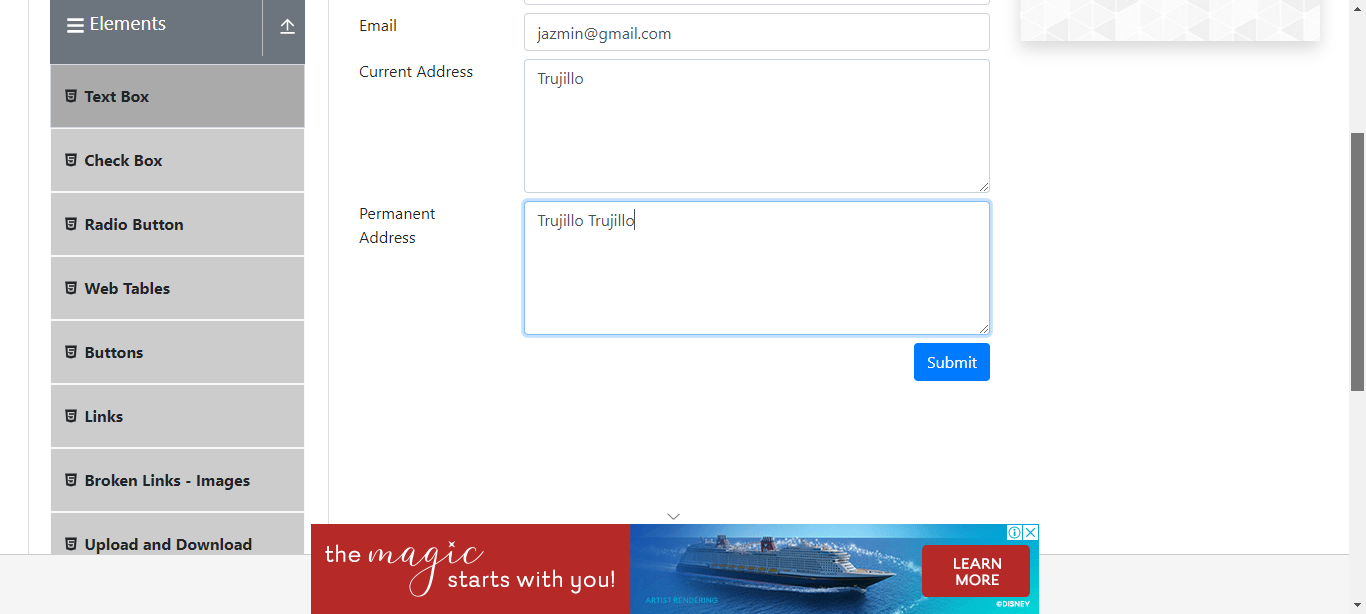 Elements
Text Box
Check Box
Radio Button
Web Tables
Buttons
Links
Broken Links - Images
Upload and Download
Email
jazmin@gmail.com
Current Address
Trujillo
Permanent
Address
Trujillo Trujillo
Submit
the magic
starts with you!
ARTIST RENDERING
LEARN
MORE
©DISNEY